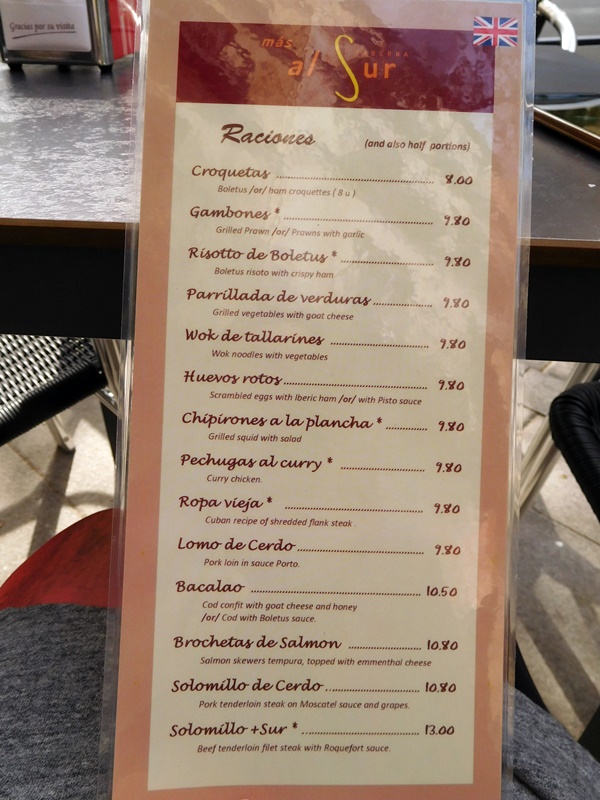 Gracias por su visita
más
al Sur
TABERNA
Raciones (and also half portions)
Croquetas 8.00
Boletus /or/ ham croquettes ( 8 u )
Gambones * 9.80
Grilled Prawn /or/ Prawns with garlic
Risotto de Boletus * 9.80
Boletus risoto with crispy ham
Parrillada de verduras 9.80
Grilled vegetables with goat cheese
Wok de tallarines 9.80
Wok noodles with vegetables
Huevos rotos 9.80
Scrambled eggs with Iberic ham /or/ with Pisto sauce
Chipirones a la plancha * 9.80
Grilled squid with salad
Pechugas al curry * 9.80
Curry chicken.
Ropa vieja * 9.80
Cuban recipe of shredded flank steak
Lomo de Cerdo 9.80
Pork loin in sauce Porto.
Bacalao 10.50
Cod confit with goat cheese and honey
/or/ Cod with Boletus sauce.
Brochetas de Salmon 10.80
Salmon skewers tempura, topped with emmenthal cheese
Solomillo de Cerdo 10.80
Pork tenderloin steak on Moscatel sauce and grapes.
Solomillo +Sur * 13.00
Beef tenderloin filet steak with Roquefort sauce.